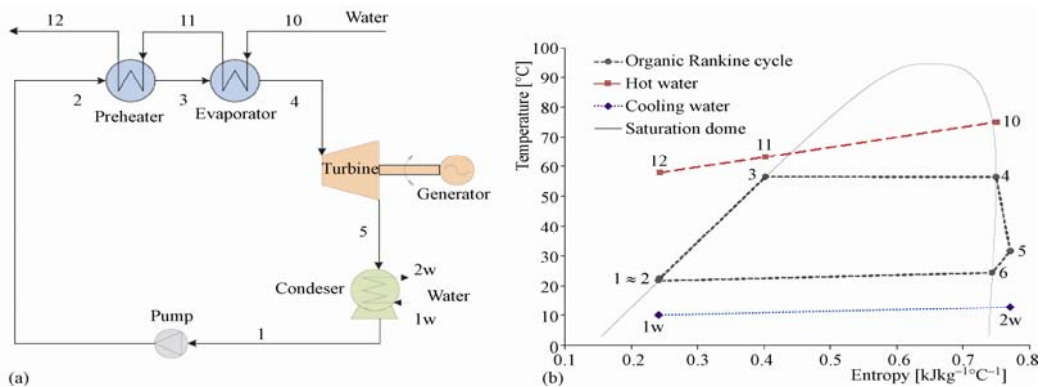 12
11
10
Water
2
3
4
Preheater
Evaporator
Turbine
Generator
5
2w
Condeser
Water
1w
Pump
1
(a)
Temperature [°C]
100
90
80
70
60
50
40
30
20
10
0
Organic Rankine cycle
Hot water
Cooling water
Saturation dome
12
11
10
3
4
1 ≈ 2
5
6
1w
2w
0.1
0.2
0.3
0.4
0.5
0.6
0.7
0.8
(b)
Entropy [kJkg⁻¹°C⁻¹]